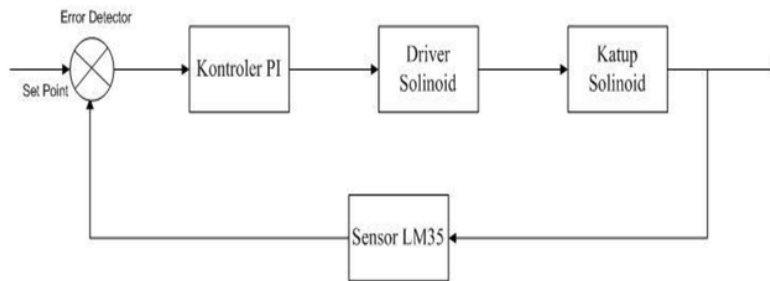 Error Detector
Set Point
Kontroler PI
Driver
Solinoid
Katup
Solinoid
Sensor LM35